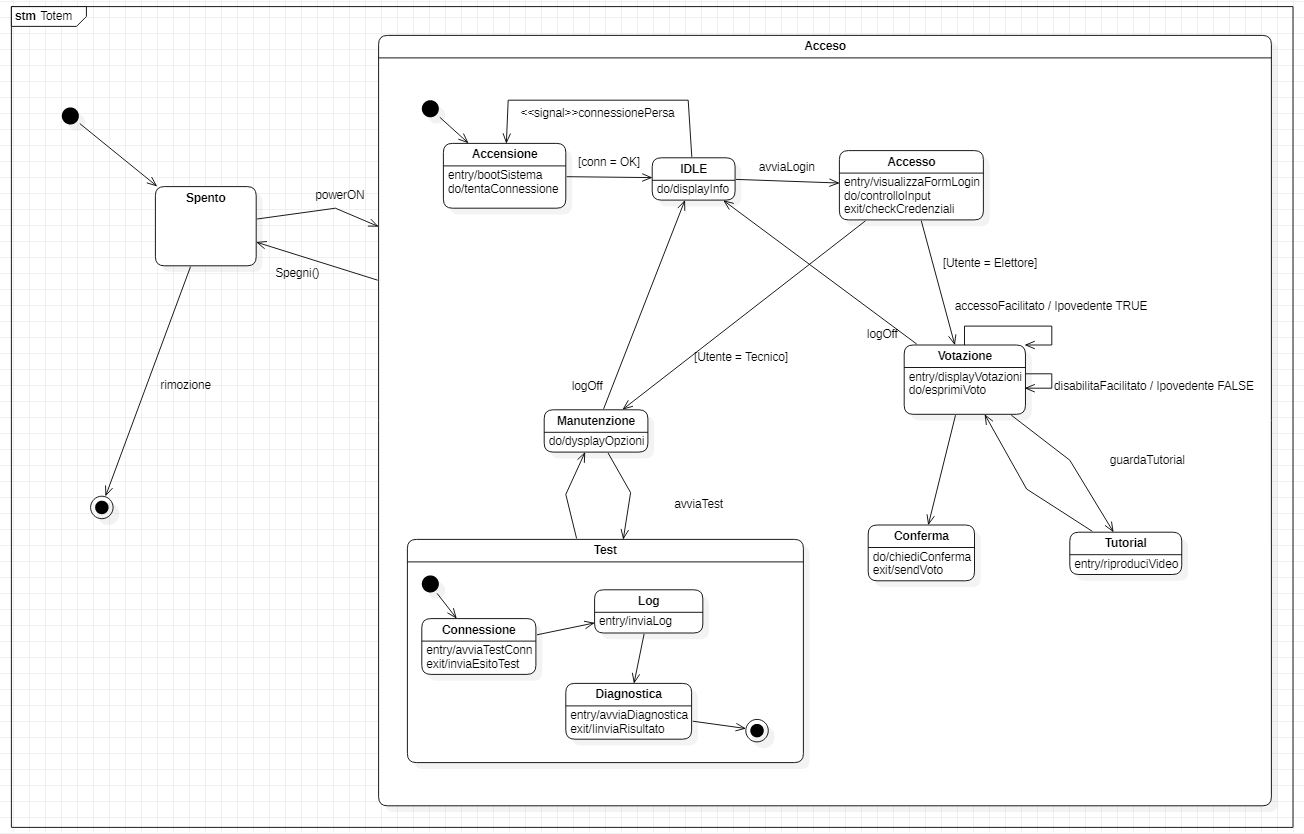 stm Totem
Acceso
<<signal>>connessionePersa
Accensione
entry/bootSistema
do/tentaConnessione
[conn = OK]
IDLE
do/displayInfo
avviaLogin
Accesso
entry/visualizzaFormLogin
do/controlloInput
exit/checkCredenziali
Spento
powerON
Spegni()
rimozione
[Utente = Elettore]
accessoFacilitato / Ipovedente TRUE
logOff
[Utente = Tecnico]
Votazione
entry/displayVotazioni
do/esprimiVoto
disabilitaFacilitato / Ipovedente FALSE
logOff
Manutenzione
do/dysplayOpzioni
guardaTutorial
avviaTest
Conferma
do/chiediConferma
exit/sendVoto
Tutorial
entry/riproduciVideo
Test
Connessione
entry/avviaTestConn
exit/inviaEsitoTest
Log
entry/inviaLog
Diagnostica
entry/avviaDiagnostica
exit/IinviaRisultato